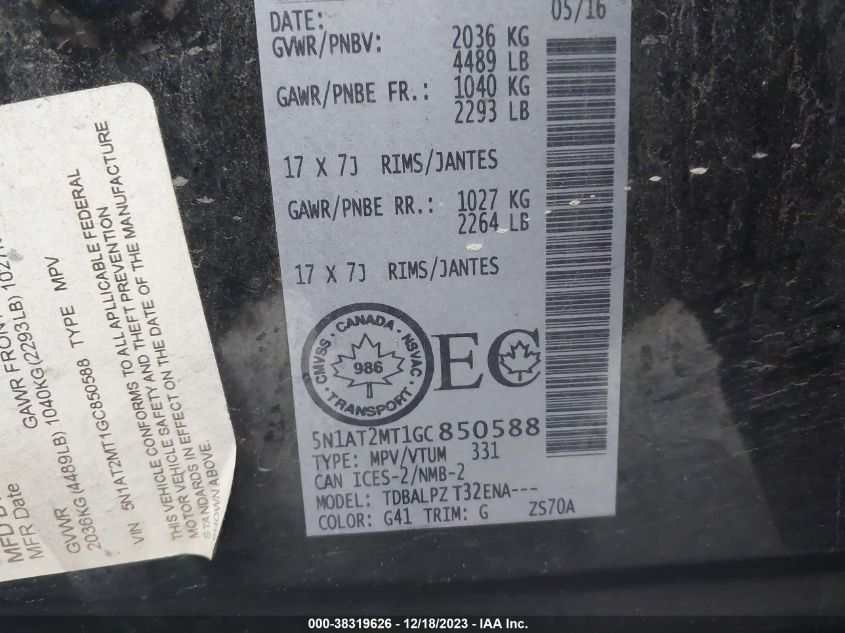 DATE: 05/16
GVWR/PNBV: 2036 KG
4489 LB
GAWR/PNBE FR.: 1040 KG
2293 LB
17 X 7J RIMS/JANTES
GAWR/PNBE RR.: 1027 KG
2264 LB
17 X 7J RIMS/JANTES
CANADA
CMVSS · NSVAC
986
TRANSPORT
EC
5N1AT2MT1GC850588
TYPE: MPV/VTUM 331
CAN ICES-2/NMB-2
MODEL: TDBALPZ T32ENA---
COLOR: G41 TRIM: G ZS70A
MFD
MFR Date
GAWR FRON
1040KG(2293LB)
GVWR
2036KG(4489LB) TYPE MPV
VIN 5N1AT2MT1GC850588
THIS VEHICLE CONFORMS TO ALL APLLICABLE FEDERAL
MOTOR VEHICLE SAFETY AND THEFT PREVENTION
STANDARDS IN EFFECT ON THE DATE OF THE MANUFACTURE
SHOWN ABOVE.
000-38319626 - 12/18/2023 - IAA Inc.